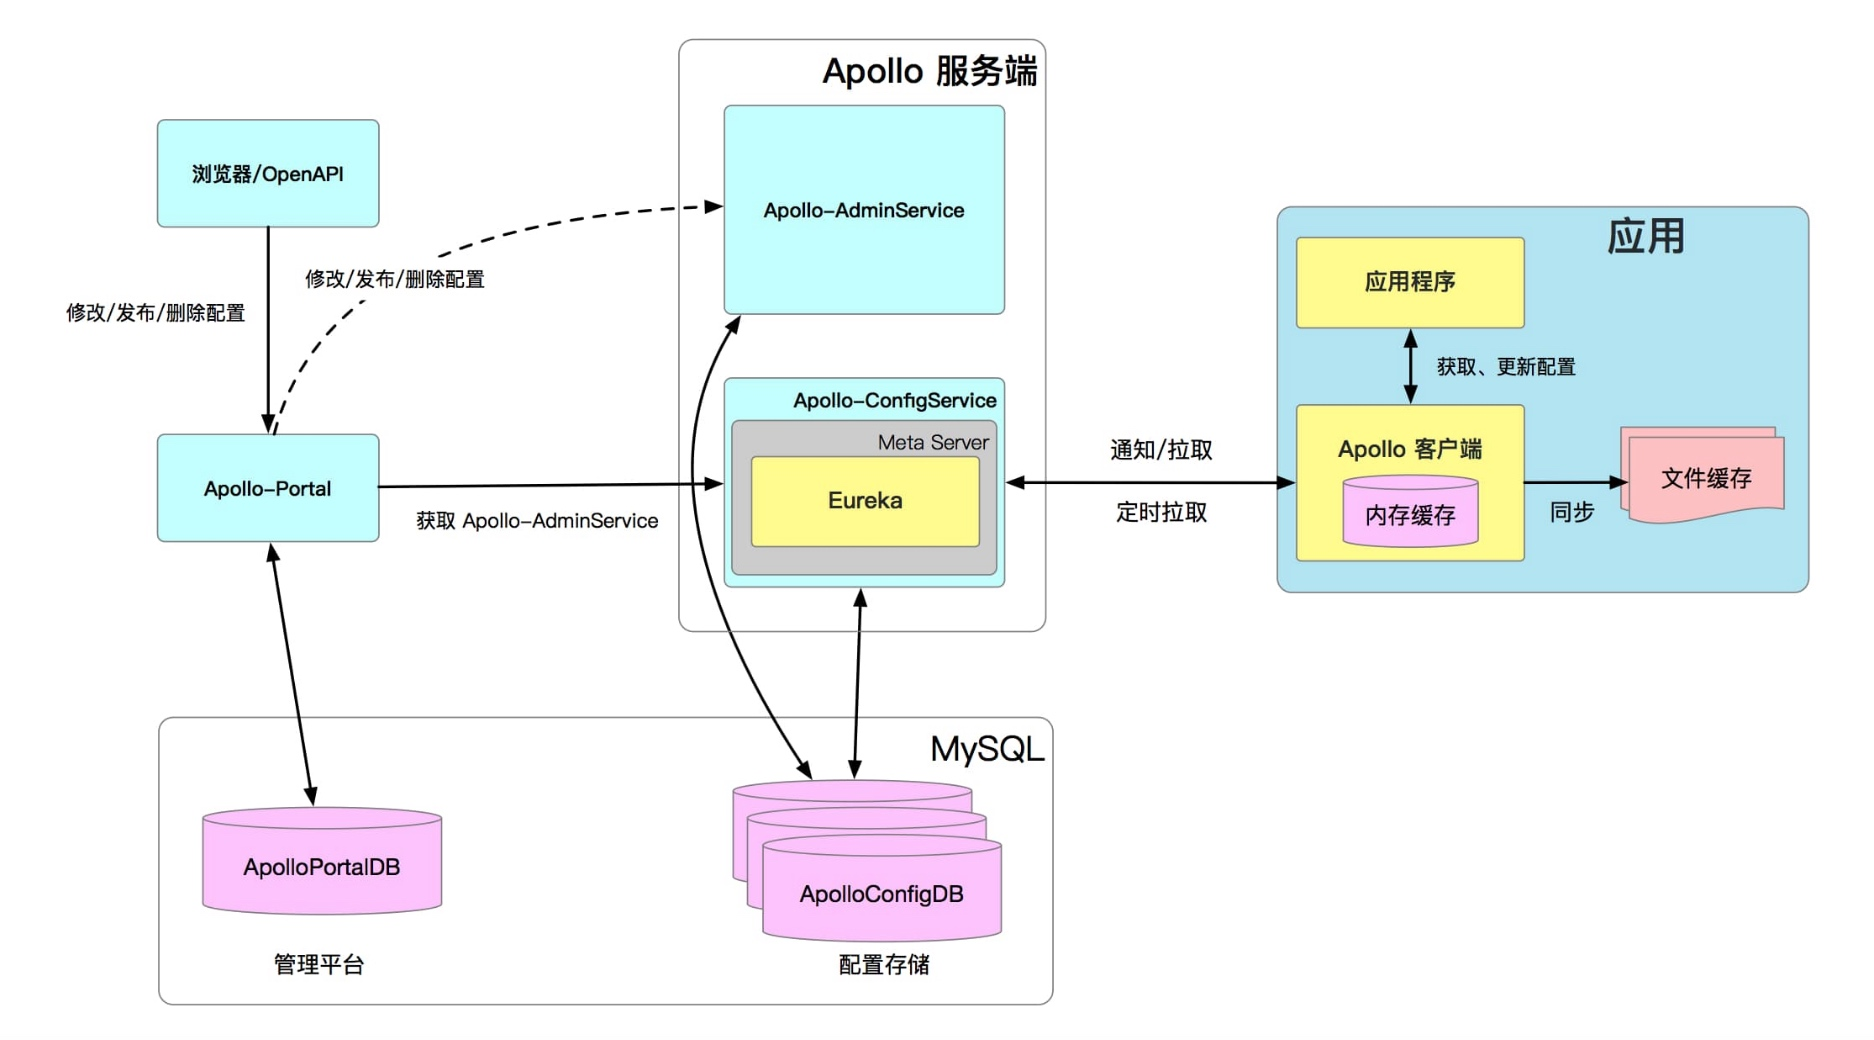 Apollo 服务端
浏览器/OpenAPI
Apollo-AdminService
修改/发布/删除配置
修改/发布/删除配置
Apollo-Portal
获取 Apollo-AdminService
Apollo-ConfigService
Meta Server
Eureka
通知/拉取
定时拉取
应用
应用程序
获取、更新配置
Apollo 客户端
内存缓存
同步
文件缓存
MySQL
ApolloPortalDB
管理平台
ApolloConfigDB
配置存储